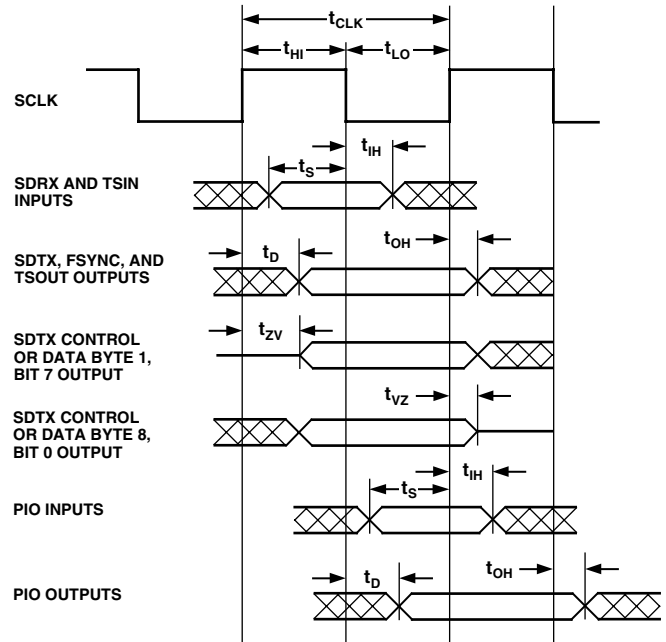 tCLK
tHI tLO
SCLK
tIH
tS
SDRX AND TSIN
INPUTS
tD tOH
SDTX, FSYNC, AND
TSOUT OUTPUTS
tZV
SDTX CONTROL
OR DATA BYTE 1,
BIT 7 OUTPUT
tVZ
SDTX CONTROL
OR DATA BYTE 8,
BIT 0 OUTPUT
tS tIH
PIO INPUTS
tD tOH
PIO OUTPUTS